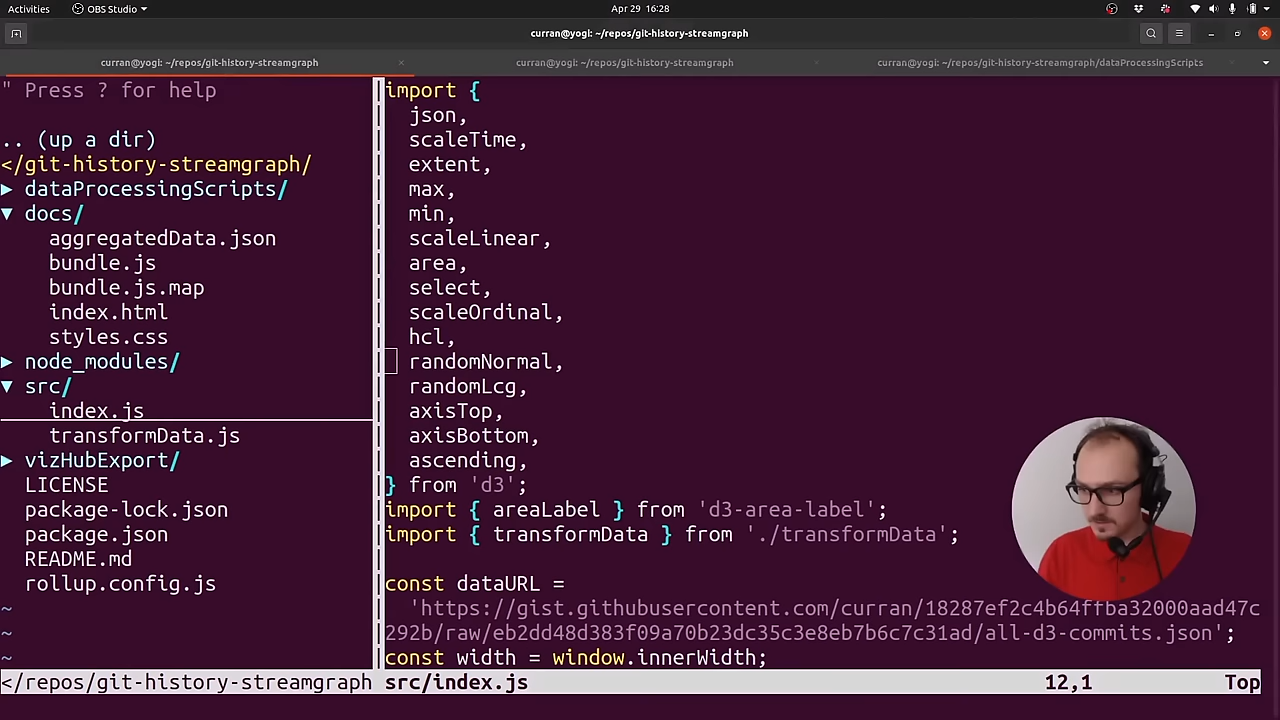 Activities
OBS Studio
Apr 29 16:28
curran@yogi: ~/repos/git-history-streamgraph
curran@yogi: ~/repos/git-history-streamgraph
curran@yogi: ~/repos/git-history-streamgraph
curran@yogi: ~/repos/git-history-streamgraph/dataProcessingScripts
" Press ? for help
.. (up a dir)
</git-history-streamgraph/
▸ dataProcessingScripts/
▾ docs/
aggregatedData.json
bundle.js
bundle.js.map
index.html
styles.css
▸ node_modules/
▾ src/
index.js
transformData.js
▸ vizHubExport/
LICENSE
package-lock.json
package.json
README.md
rollup.config.js
~
~
~
</repos/git-history-streamgraph
import {
json,
scaleTime,
extent,
max,
min,
scaleLinear,
area,
select,
scaleOrdinal,
hcl,
randomNormal,
randomLcg,
axisTop,
axisBottom,
ascending,
} from 'd3';
import { areaLabel } from 'd3-area-label';
import { transformData } from './transformData';
const dataURL =
'https://gist.githubusercontent.com/curran/18287ef2c4b64ffba32000aad47c
292b/raw/eb2dd48d383f09a70b23dc35c3e8eb7b6c7c31ad/all-d3-commits.json';
const width = window.innerWidth;
src/index.js 12,1 Top